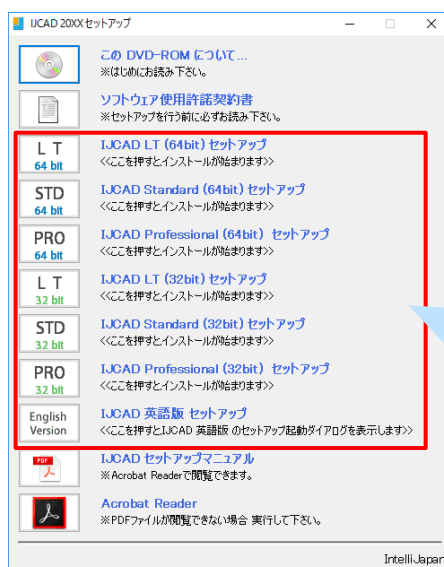 IJCAD 20XXセットアップ
この DVD-ROM について...
※はじめにお読み下さい。
ソフトウェア使用許諾契約書
※セットアップを行う前に必ずお読み下さい。
L T
64 bit
IJCAD LT (64bit) セットアップ
<<ここを押すとインストールが始まります>>
STD
64 bit
IJCAD Standard (64bit) セットアップ
<<ここを押すとインストールが始まります>>
PRO
64 bit
IJCAD Professional (64bit) セットアップ
<<ここを押すとインストールが始まります>>
L T
32 bit
IJCAD LT (32bit) セットアップ
<<ここを押すとインストールが始まります>>
STD
32 bit
IJCAD Standard (32bit) セットアップ
<<ここを押すとインストールが始まります>>
PRO
32 bit
IJCAD Professional (32bit) セットアップ
<<ここを押すとインストールが始まります>>
English
Version
IJCAD 英語版 セットアップ
<<ここを押すとIJCAD 英語版 のセットアップ起動ダイアログを表示します>>
PDF
IJCAD セットアップマニュアル
※Acrobat Readerで閲覧できます。
Acrobat Reader
※PDFファイルが閲覧できない場合 実行して下さい。
IntelliJapan